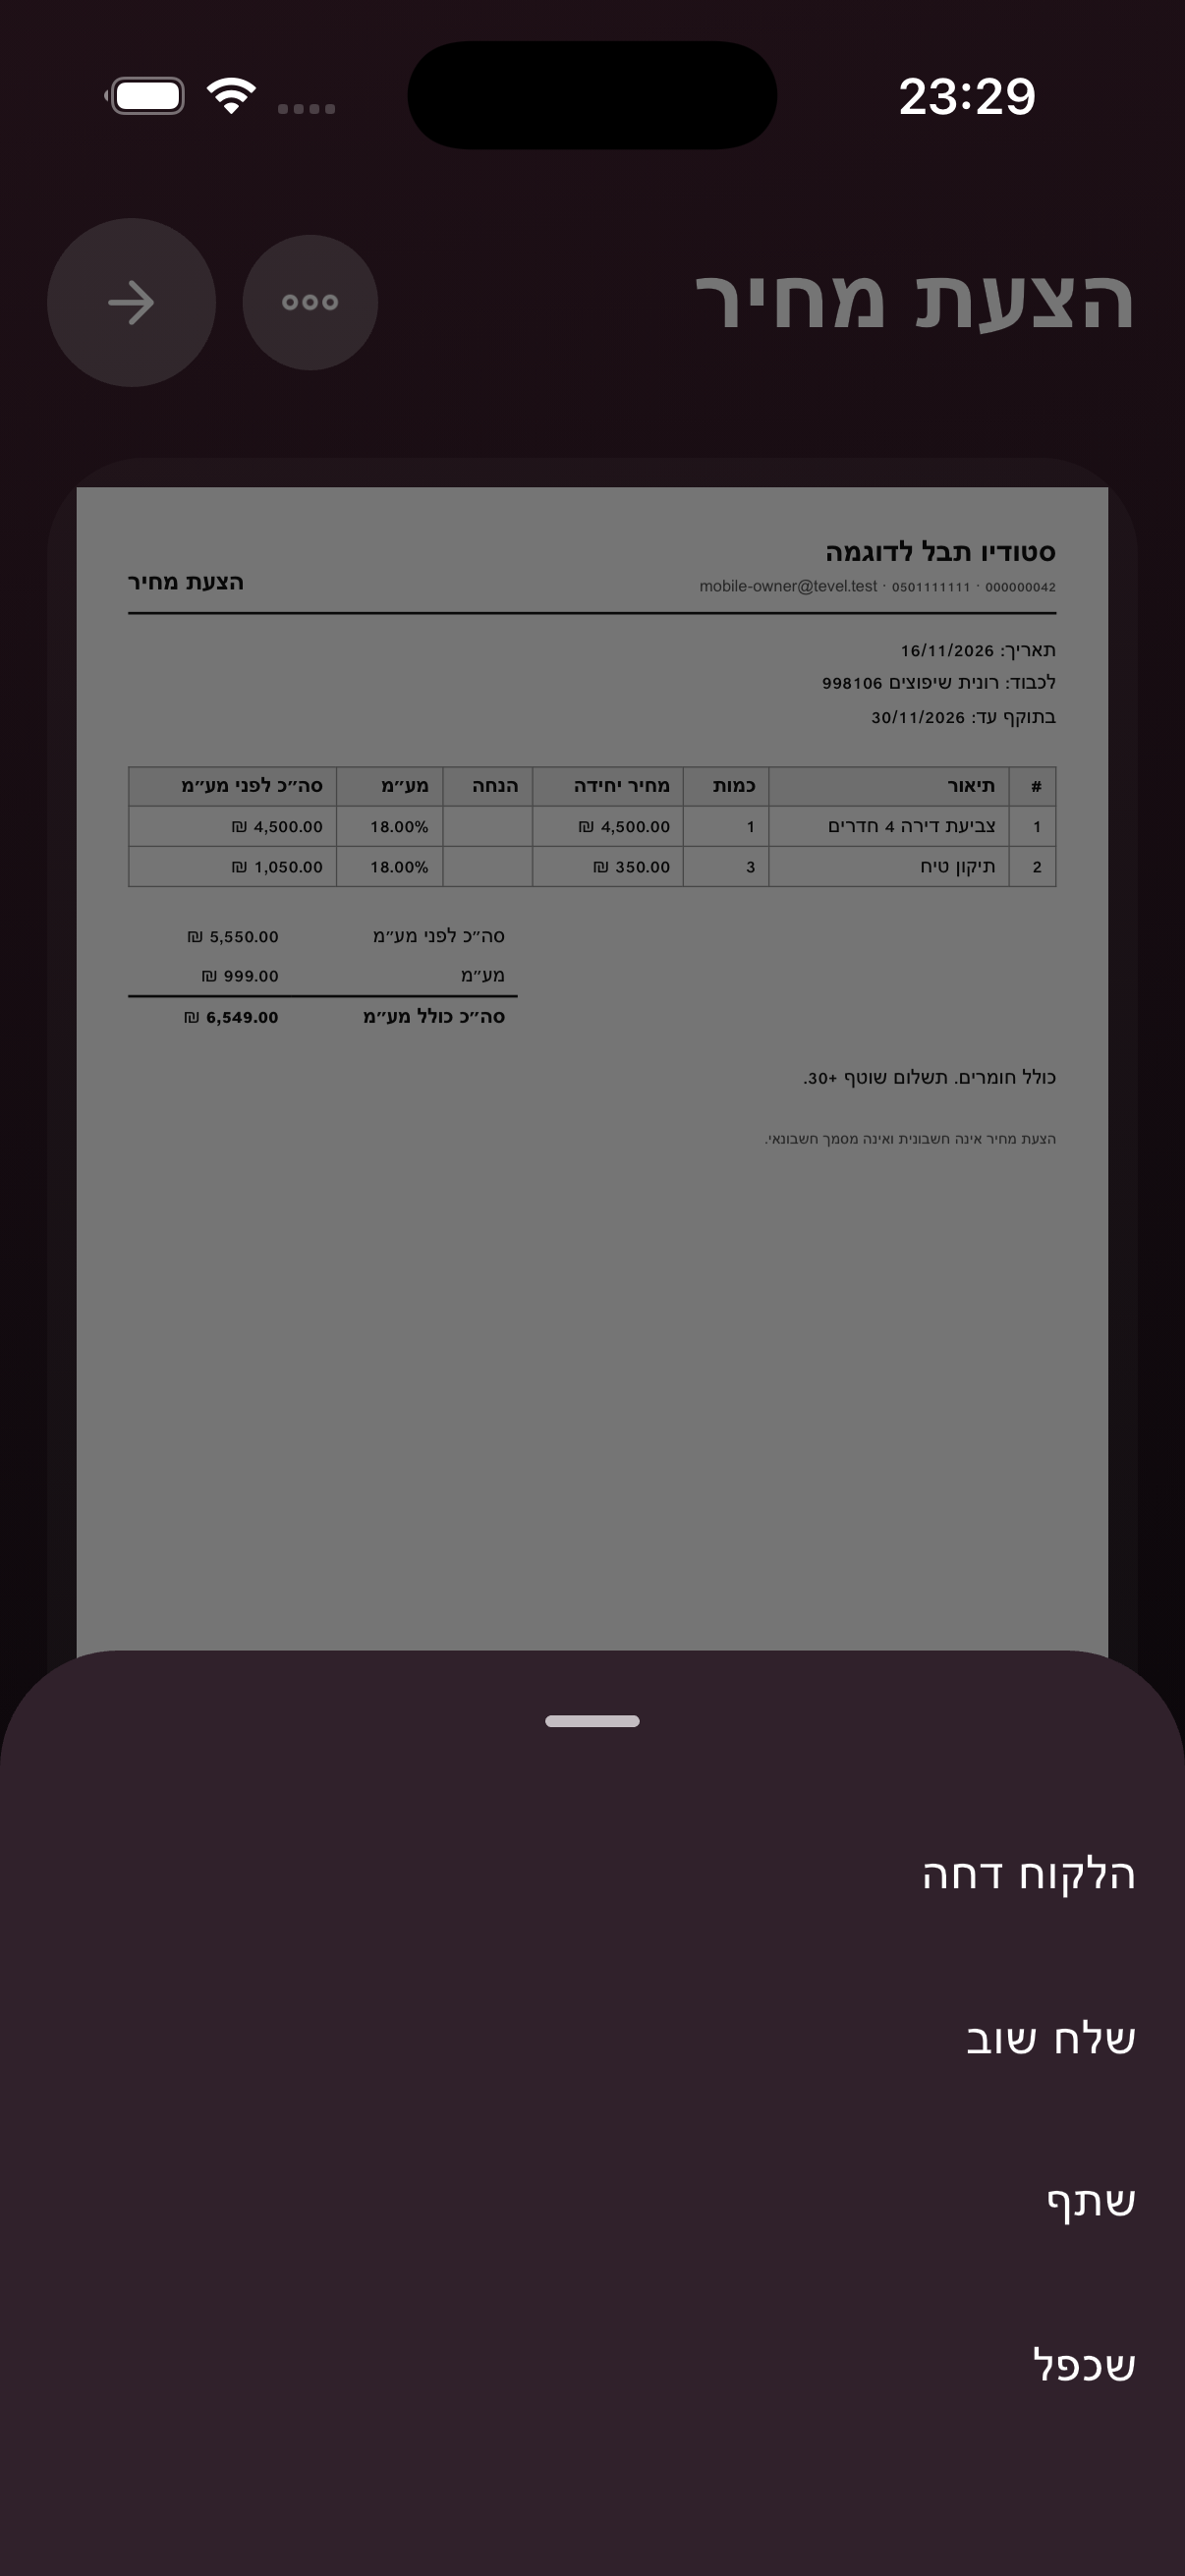 23:29
הצעת מחיר
סטודיו תבל לדוגמה
000000042 · 0501111111 · mobile-owner@tevel.test
הצעת מחיר
תאריך: 16/11/2026
לכבוד: רונית שיפוצים 998106
בתוקף עד: 30/11/2026
# תיאור כמות מחיר יחידה הנחה מע״מ סה״כ לפני מע״מ
1 צביעת דירה 4 חדרים 1 4,500.00 ₪ 18.00% 4,500.00 ₪
2 תיקון טיח 3 350.00 ₪ 18.00% 1,050.00 ₪
סה״כ לפני מע״מ 5,550.00 ₪
מע״מ 999.00 ₪
סה״כ כולל מע״מ 6,549.00 ₪
כולל חומרים. תשלום שוטף +30.
הצעת מחיר אינה חשבונית ואינה מסמך חשבונאי.
הלקוח דחה
שלח שוב
שתף
שכפל